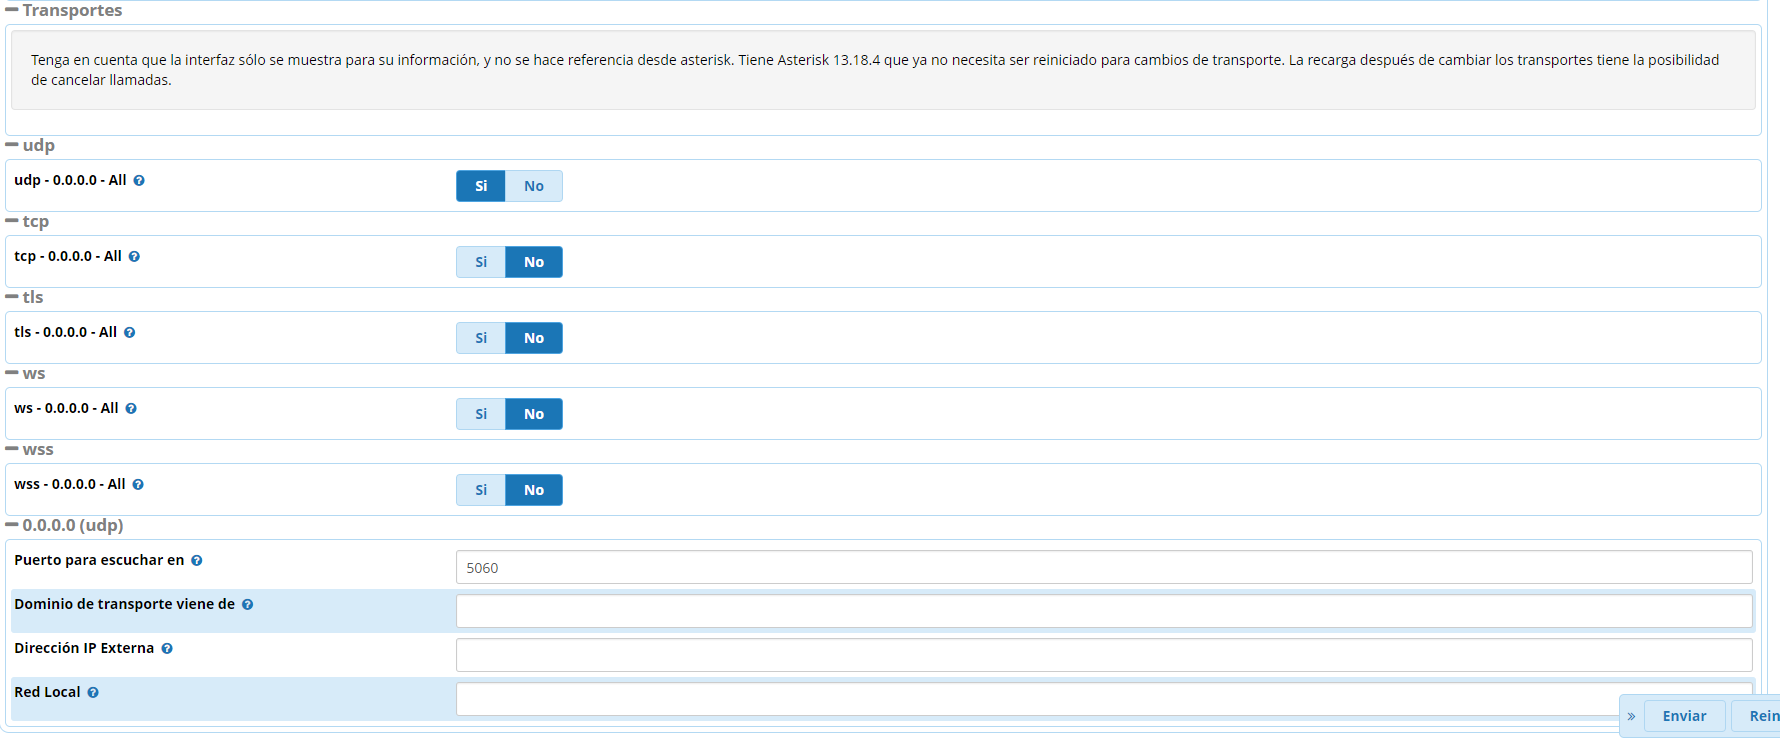 Transportes
Tenga en cuenta que la interfaz sólo se muestra para su información, y no se hace referencia desde asterisk. Tiene Asterisk 13.18.4 que ya no necesita ser reiniciado para cambios de transporte. La recarga después de cambiar los transportes tiene la posibilidad
de cancelar llamadas.
udp
udp - 0.0.0.0 - All Si No
tcp
tcp - 0.0.0.0 - All Si No
tls
tls - 0.0.0.0 - All Si No
ws
ws - 0.0.0.0 - All Si No
wss
wss - 0.0.0.0 - All Si No
0.0.0.0 (udp)
Puerto para escuchar en 5060
Dominio de transporte viene de
Dirección IP Externa
Red Local
» Enviar Rein